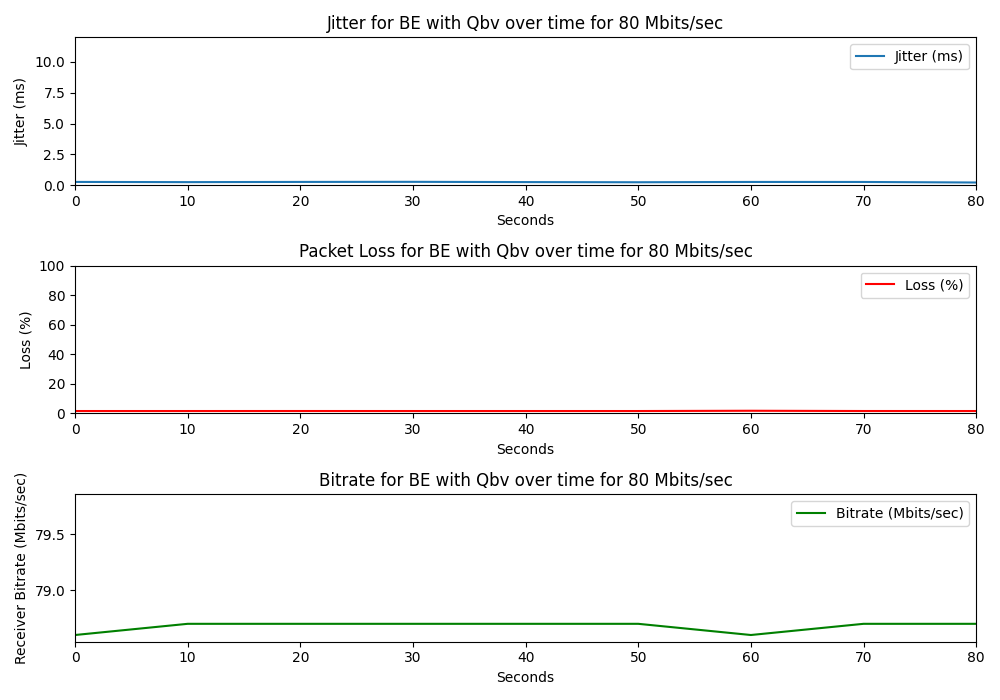 Jitter for BE with Qbv over time for 80 Mbits/sec
Jitter (ms)
10.0
7.5
5.0
2.5
0.0
Jitter (ms)
0 10 20 30 40 50 60 70 80
Seconds
Packet Loss for BE with Qbv over time for 80 Mbits/sec
Loss (%)
100
80
60
40
20
0
Loss (%)
0 10 20 30 40 50 60 70 80
Seconds
Bitrate for BE with Qbv over time for 80 Mbits/sec
Receiver Bitrate (Mbits/sec)
79.5
79.0
Bitrate (Mbits/sec)
0 10 20 30 40 50 60 70 80
Seconds